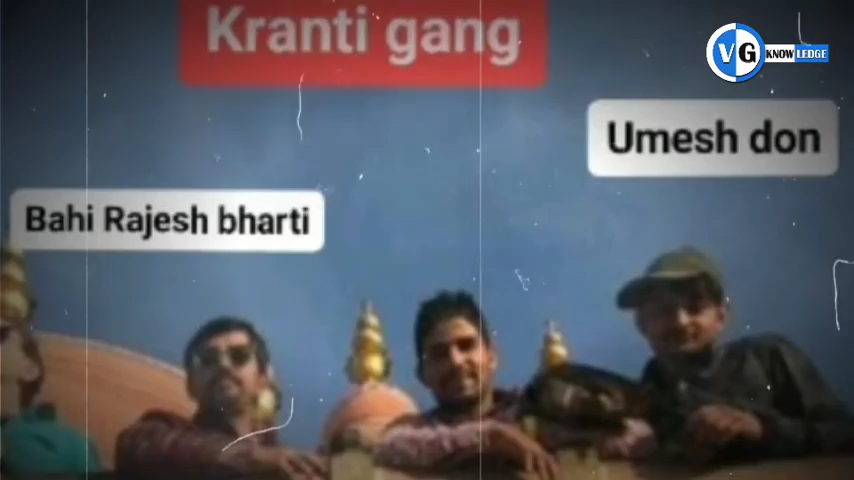 Kranti gang
VG KNOWLEDGE
Umesh don
Bahi Rajesh bharti